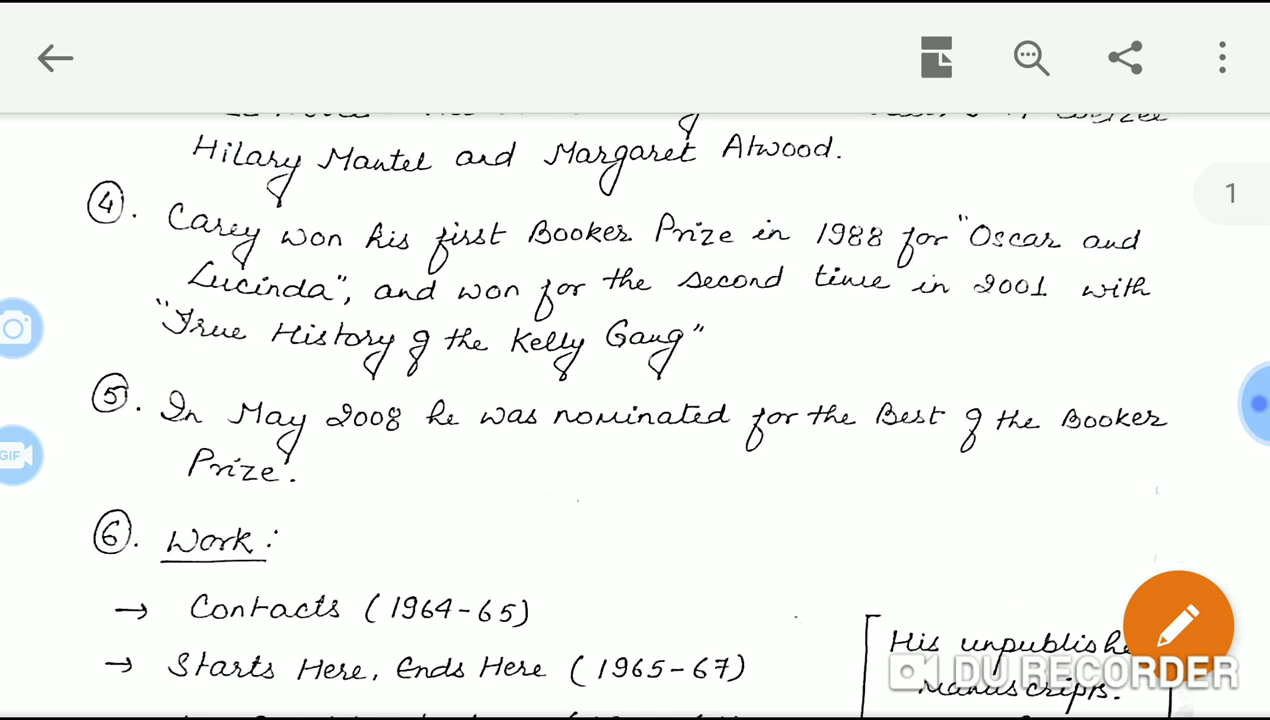 Hilary Mantel and Margaret Atwood.
1
4. Carey won his first Booker Prize in 1988 for "Oscar and
Lucinda", and won for the second time in 2001 with
"True History of the Kelly Gang"
5. In May 2008 he was nominated for the Best of the Booker
Prize.
GIF
6. Work:
→ Contacts (1964-65)
→ Starts Here, Ends Here (1965-67)
His unpublishe
manuscripts.
DU RECORDER